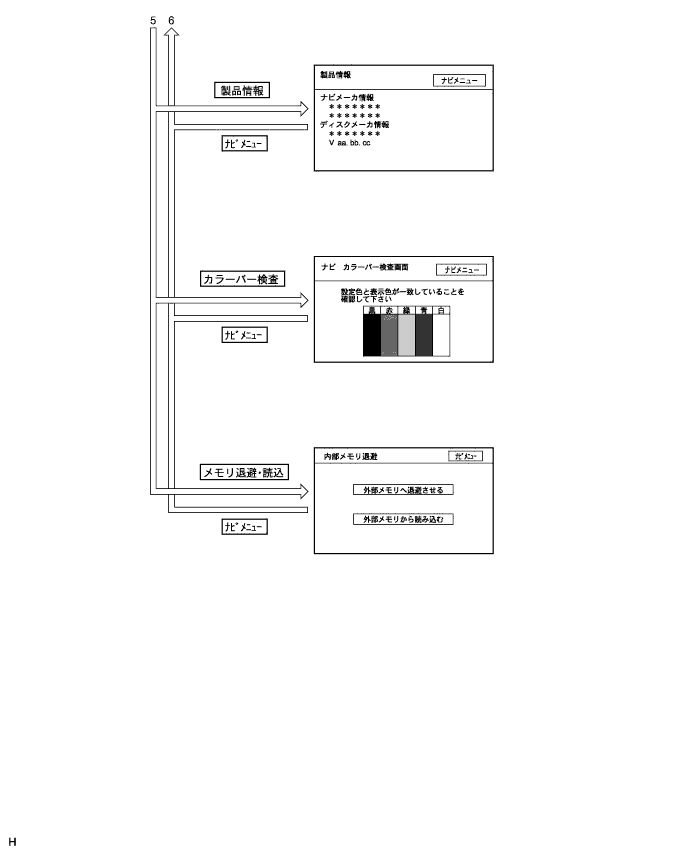 5 6
製品情報
ナビメニュー
製品情報
ナビメニュー
ナビメーカ情報
＊＊＊＊＊＊＊
＊＊＊＊＊＊＊
ディスクメーカ情報
＊＊＊＊＊＊＊
V aa. bb. cc
カラーバー検査
ナビメニュー
ナビ カラーバー検査画面
ナビメニュー
設定色と表示色が一致していることを
確認して下さい
黒 赤 緑 青 白
メモリ退避・読込
ナビメニュー
内部メモリ退避
ナビメニュー
外部メモリへ退避させる
外部メモリから読み込む
H